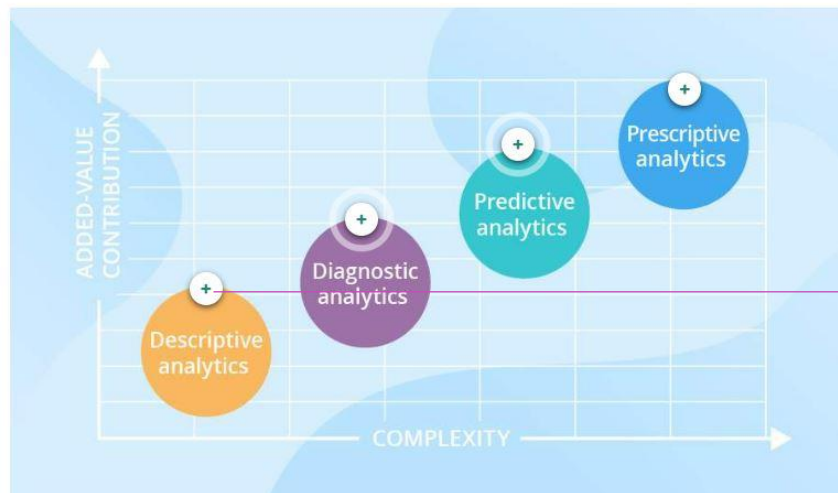 ADDED-VALUE
CONTRIBUTION
Prescriptive
analytics
Predictive
analytics
Diagnostic
analytics
Descriptive
analytics
COMPLEXITY